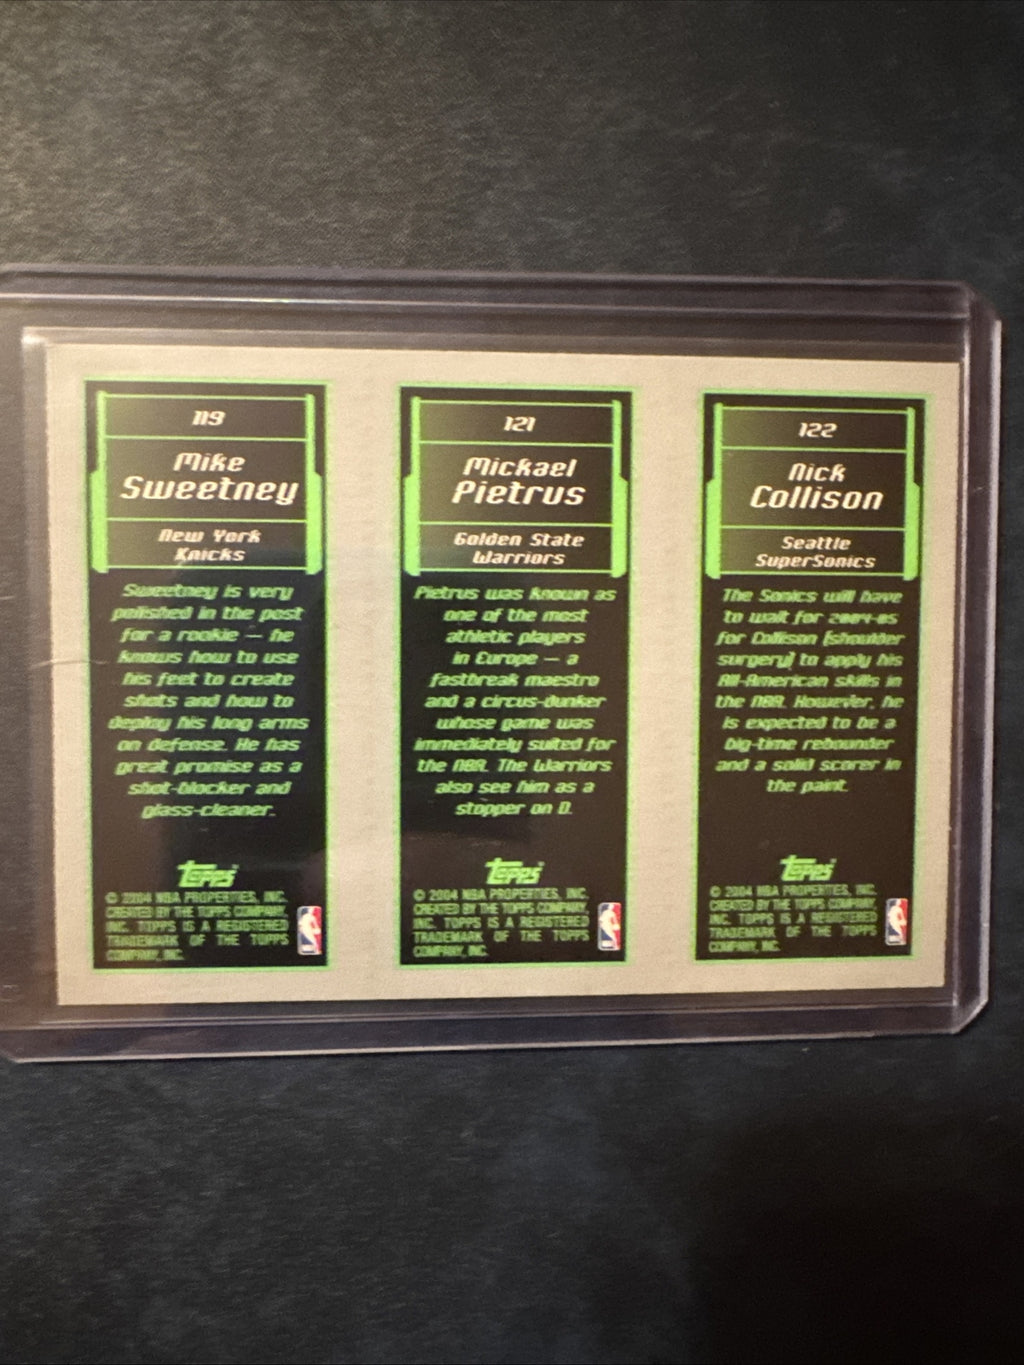 119
Mike
Sweetney
New York
Knicks
Sweetney is very
polished in the post
for a rookie — he
knows how to use
his feet to create
shots and how to
deploy his long arms
on defense. He has
great promise as a
shot-blocker and
glass-cleaner.
Topps
© 2004 NBA PROPERTIES, INC.
CREATED BY THE TOPPS COMPANY,
INC. TOPPS IS A REGISTERED
TRADEMARK OF THE TOPPS
COMPANY, INC.
121
Mickael
Pietrus
Golden State
Warriors
Pietrus was known as
one of the most
athletic players
in Europe — a
fastbreak maestro
and a circus-dunker
whose game was
immediately suited for
the NBA. The Warriors
also see him as a
stopper on D.
Topps
© 2004 NBA PROPERTIES, INC.
CREATED BY THE TOPPS COMPANY,
INC. TOPPS IS A REGISTERED
TRADEMARK OF THE TOPPS
COMPANY, INC.
122
Nick
Collison
Seattle
SuperSonics
The Sonics will have
to wait for 2004-05
for Collison (shoulder
surgery) to apply his
All-American skills in
the NBA. However, he
is expected to be a
big-time rebounder
and a solid scorer in
the paint.
Topps
© 2004 NBA PROPERTIES, INC.
CREATED BY THE TOPPS COMPANY,
INC. TOPPS IS A REGISTERED
TRADEMARK OF THE TOPPS
COMPANY, INC.